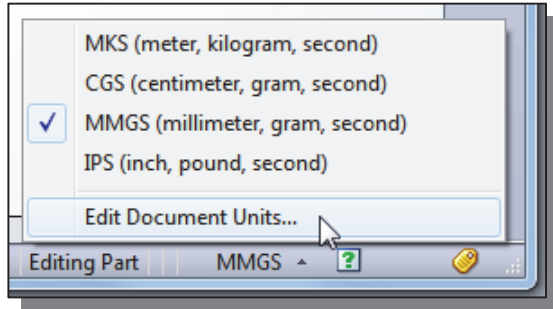 MKS (meter, kilogram, second)
CGS (centimeter, gram, second)
MMGS (millimeter, gram, second)
IPS (inch, pound, second)
Edit Document Units...
Editing Part MMGS ?